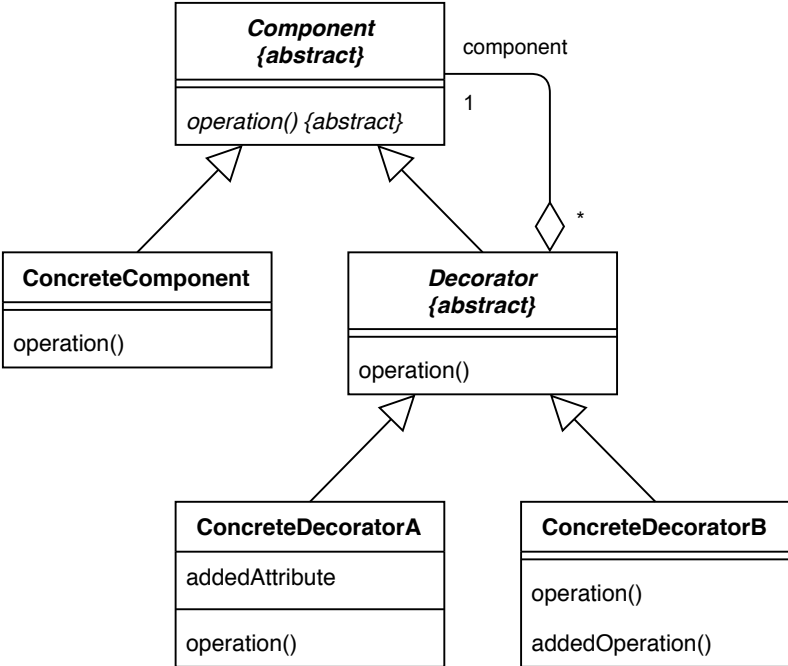 Component
{abstract}
component
1
operation() {abstract}
*
ConcreteComponent
operation()
Decorator
{abstract}
operation()
ConcreteDecoratorA
addedAttribute
operation()
ConcreteDecoratorB
operation()
addedOperation()